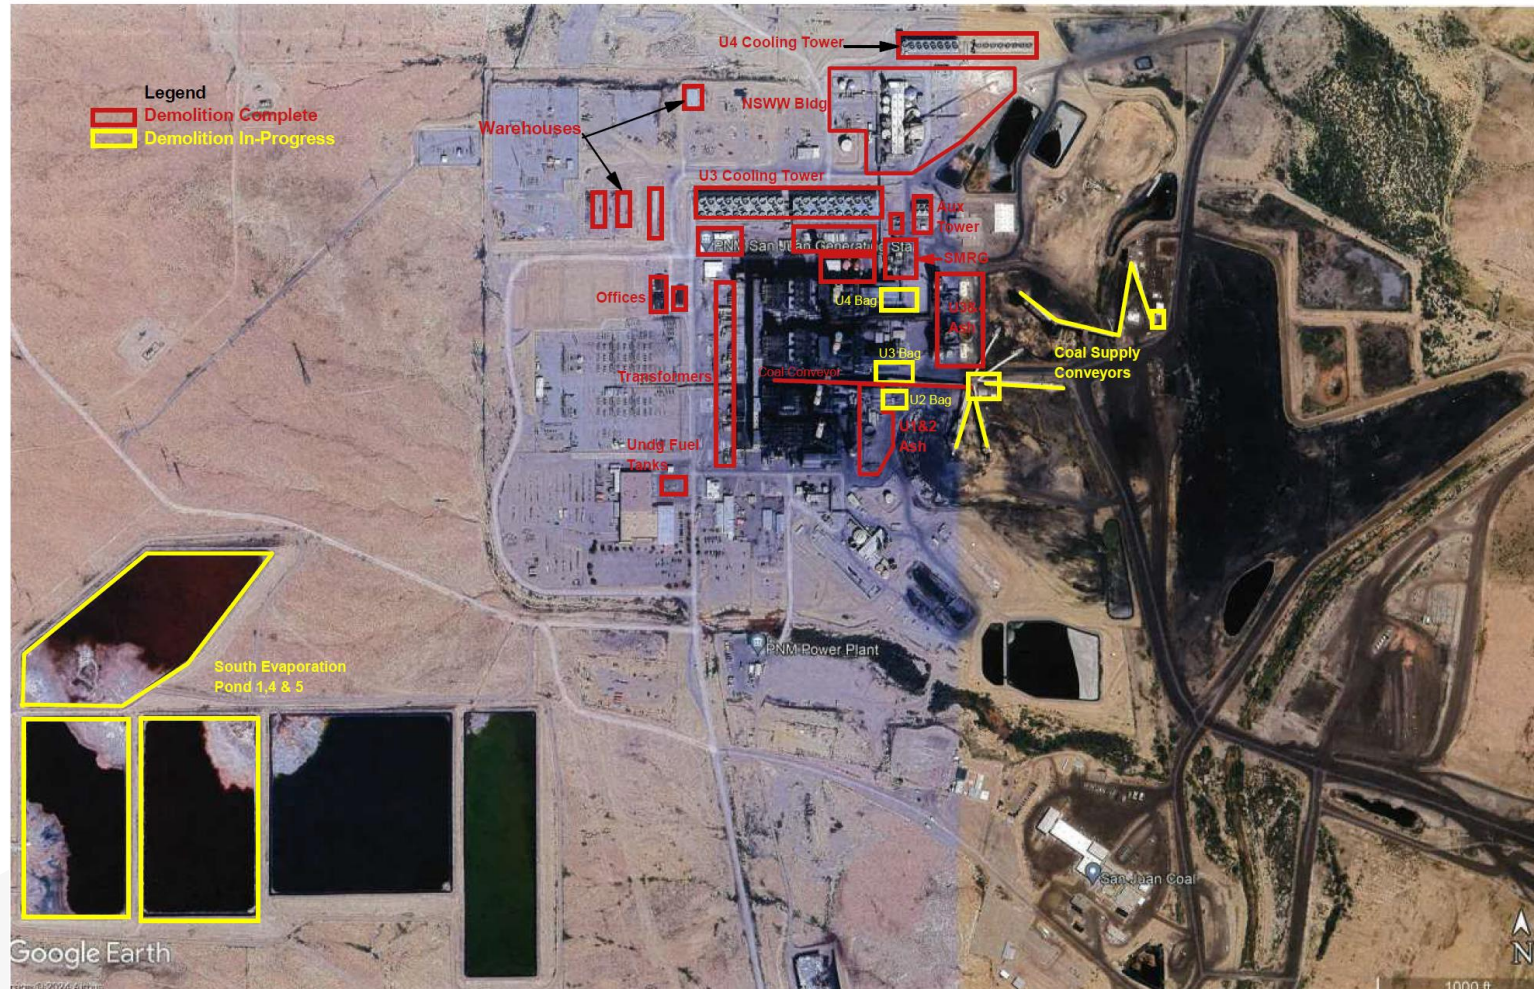 U4 Cooling Tower
Legend
Demolition Complete
Demolition In-Progress
NSWW Bldg
Warehouses
U3 Cooling Tower
Aux
Tower
PNM San Juan Generating Sta
SMRG
Offices
U4 Bag
U3&4
Ash
U3 Bag
Coal Supply
Conveyors
Transformers
Coal Conveyor
U2 Bag
U1&2
Ash
Undg Fuel
Tanks
PNM Power Plant
South Evaporation
Pond 1,4 & 5
San Juan Coal
Google Earth
N
© 2024 Airbus
1000 ft